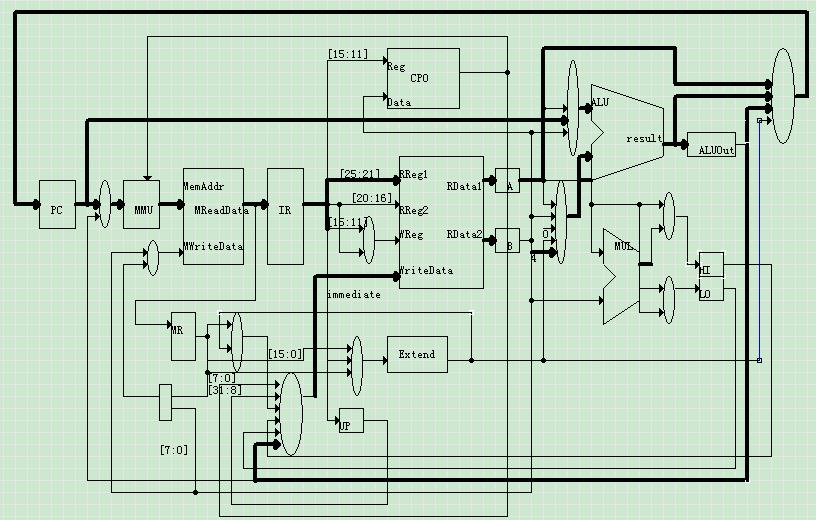 [15:11]
Reg
CPO
Data
ALU
result
ALUOut
[25:21]
MemAddr
RReg1
RData1
A
[20:16]
PC
MMU
MReadData
IR
RReg2
[15:11]
WReg
RData2
B
0
MWriteData
MUL
4
WriteData
HI
immediate
LO
MR
[15:0]
Extend
[7:0]
[31:8]
UP
[7:0]